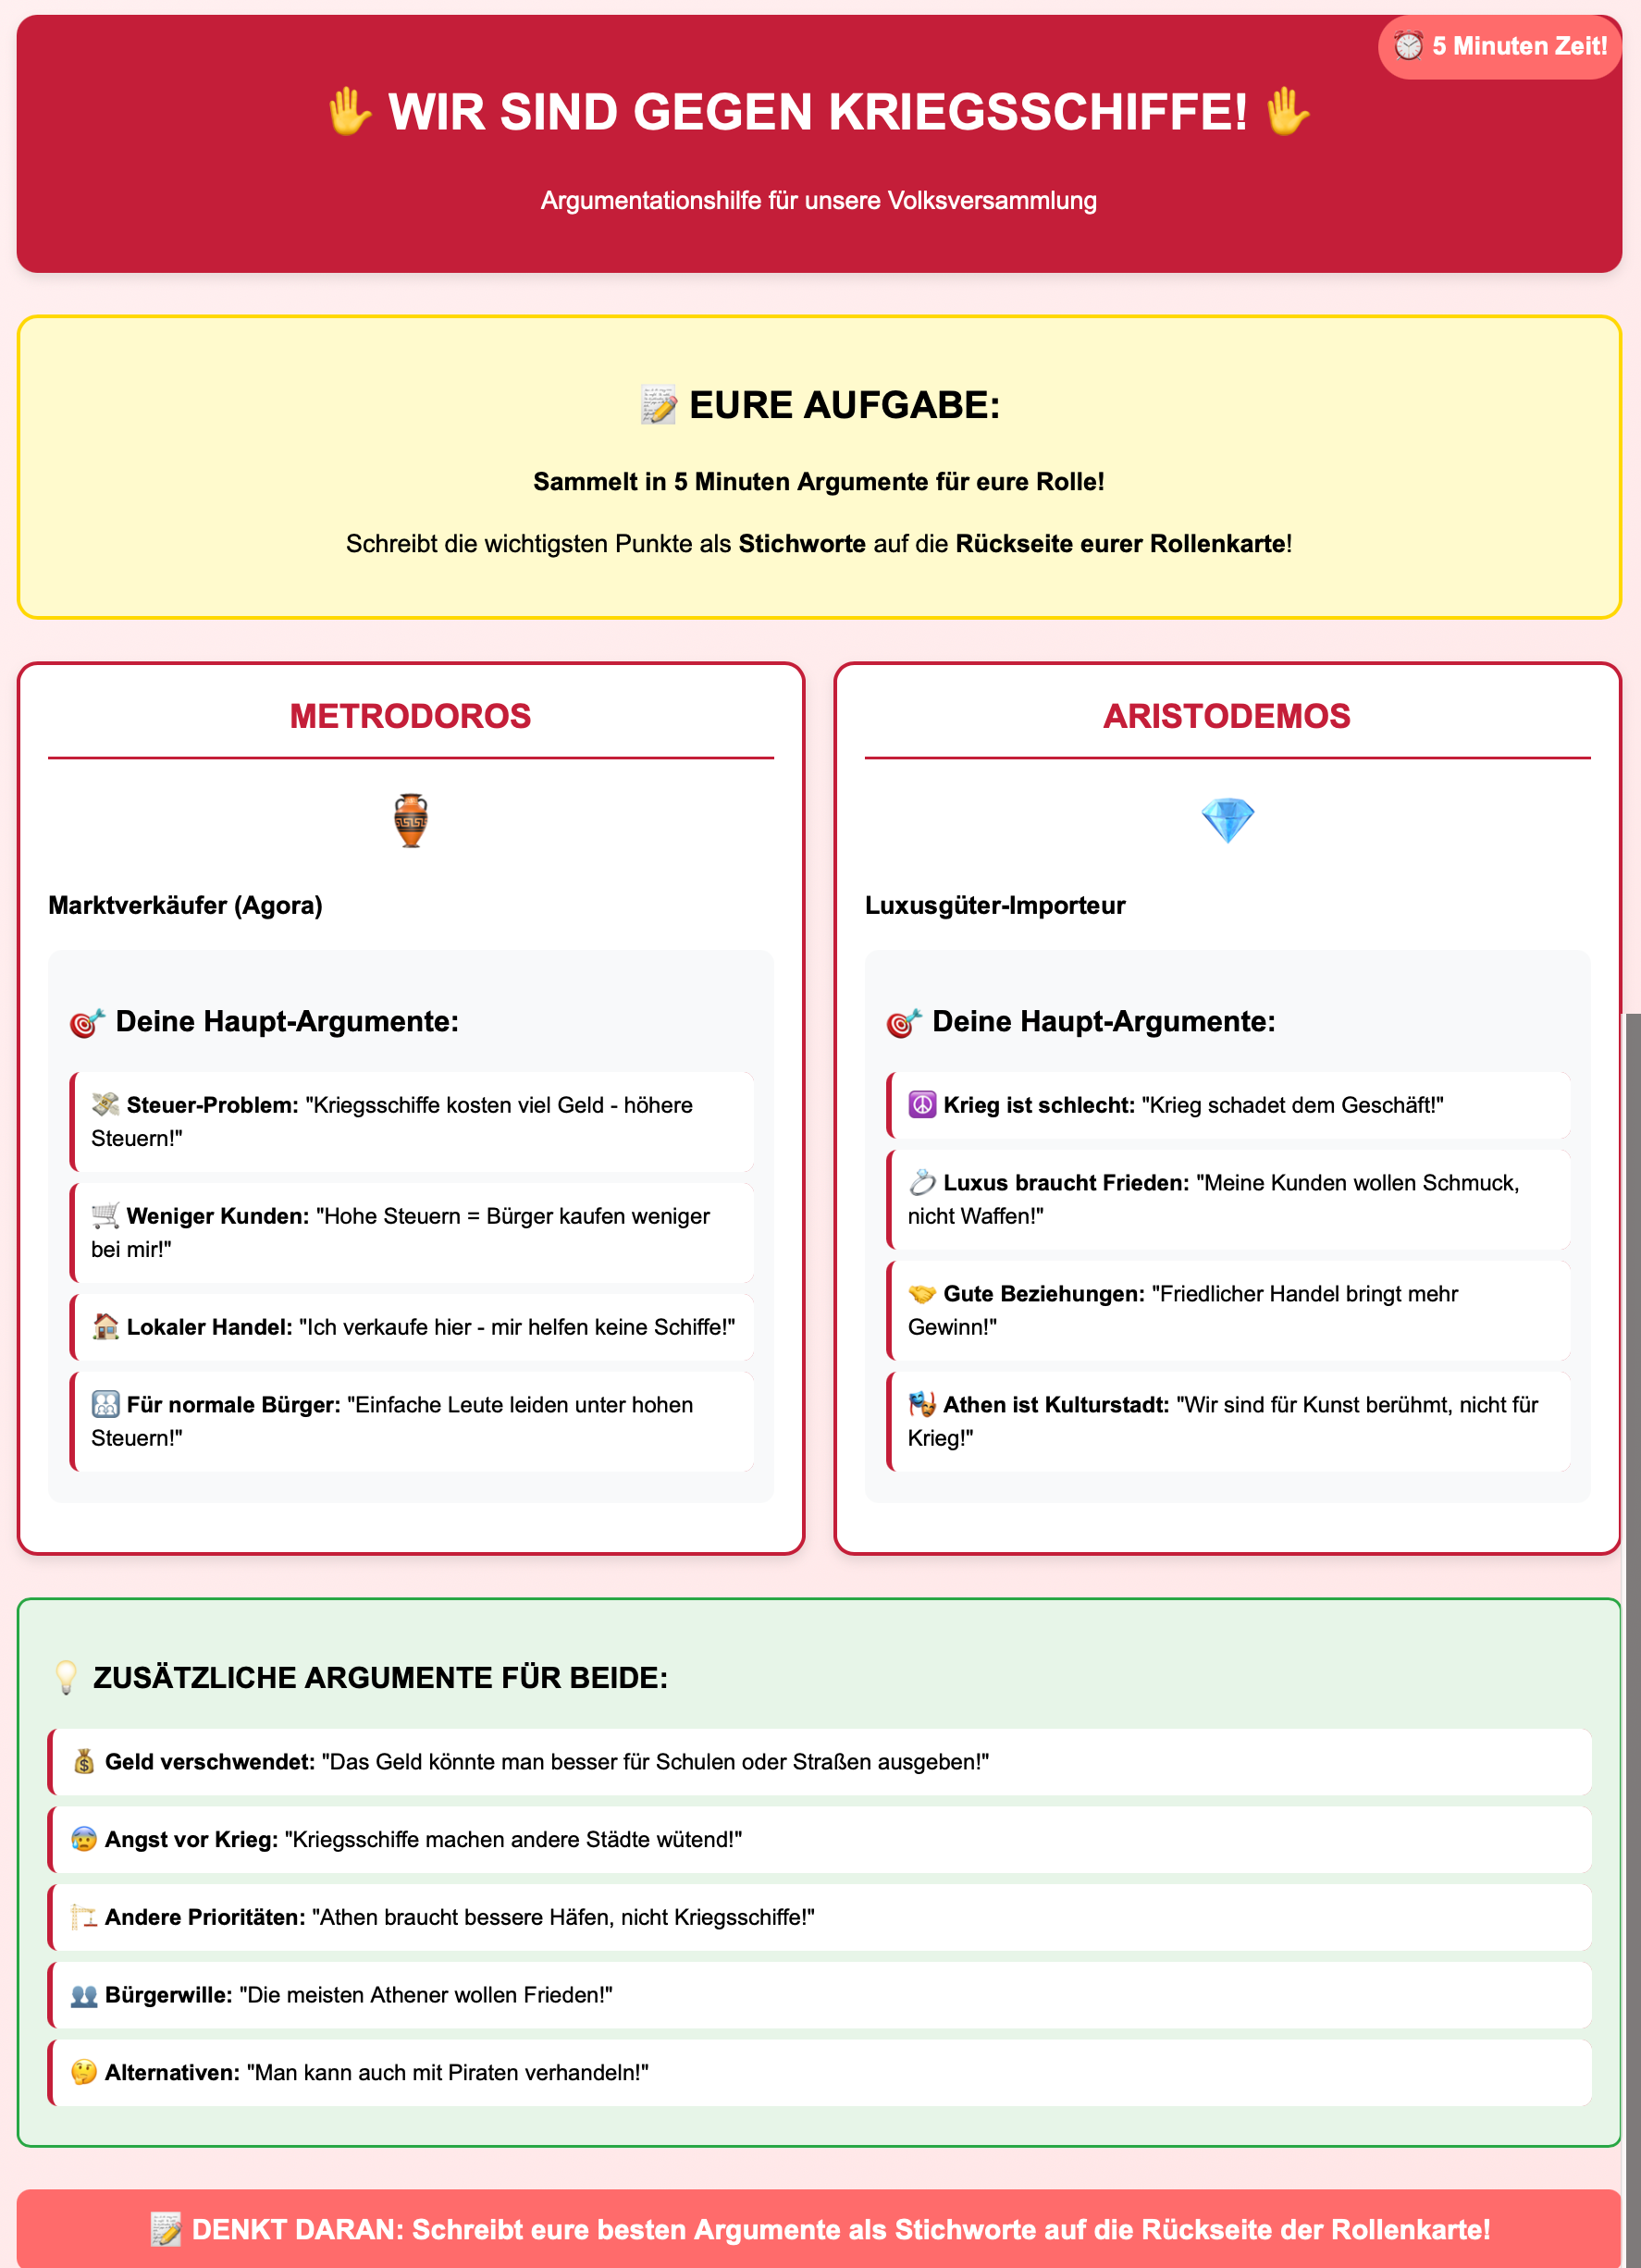 ⏰ 5 Minuten Zeit!
✋ WIR SIND GEGEN KRIEGSSCHIFFE! ✋
Argumentationshilfe für unsere Volksversammlung
📝 EURE AUFGABE:
Sammelt in 5 Minuten Argumente für eure Rolle!
Schreibt die wichtigsten Punkte als Stichworte auf die Rückseite eurer Rollenkarte!
METRODOROS
🏺
Marktverkäufer (Agora)
🎯 Deine Haupt-Argumente:
💸 Steuer-Problem: "Kriegsschiffe kosten viel Geld - höhere
Steuern!"
🛒 Weniger Kunden: "Hohe Steuern = Bürger kaufen weniger
bei mir!"
🏠 Lokaler Handel: "Ich verkaufe hier - mir helfen keine Schiffe!"
👨‍👩‍👧‍👦 Für normale Bürger: "Einfache Leute leiden unter hohen
Steuern!"
ARISTODEMOS
💎
Luxusgüter-Importeur
🎯 Deine Haupt-Argumente:
☮️ Krieg ist schlecht: "Krieg schadet dem Geschäft!"
💍 Luxus braucht Frieden: "Meine Kunden wollen Schmuck,
nicht Waffen!"
🤝 Gute Beziehungen: "Friedlicher Handel bringt mehr
Gewinn!"
🎭 Athen ist Kulturstadt: "Wir sind für Kunst berühmt, nicht für
Krieg!"
💡 ZUSÄTZLICHE ARGUMENTE FÜR BEIDE:
💰 Geld verschwendet: "Das Geld könnte man besser für Schulen oder Straßen ausgeben!"
😰 Angst vor Krieg: "Kriegsschiffe machen andere Städte wütend!"
🏗️ Andere Prioritäten: "Athen braucht bessere Häfen, nicht Kriegsschiffe!"
👥 Bürgerwille: "Die meisten Athener wollen Frieden!"
🤔 Alternativen: "Man kann auch mit Piraten verhandeln!"
📝 DENKT DARAN: Schreibt eure besten Argumente als Stichworte auf die Rückseite der Rollenkarte!